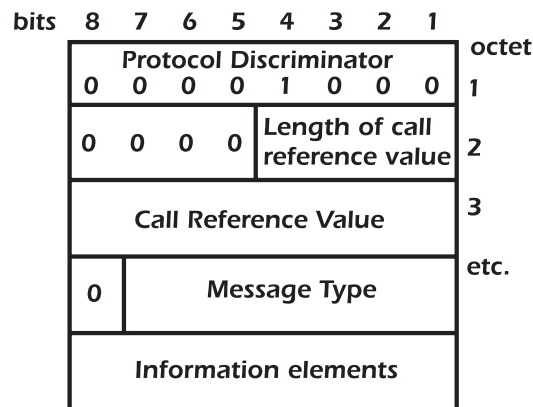 bits 8 7 6 5 4 3 2 1
octet
Protocol Discriminator
0 0 0 0 1 0 0 0 1
0 0 0 0 Length of call
reference value 2
3
Call Reference Value
etc.
0 Message Type
Information elements